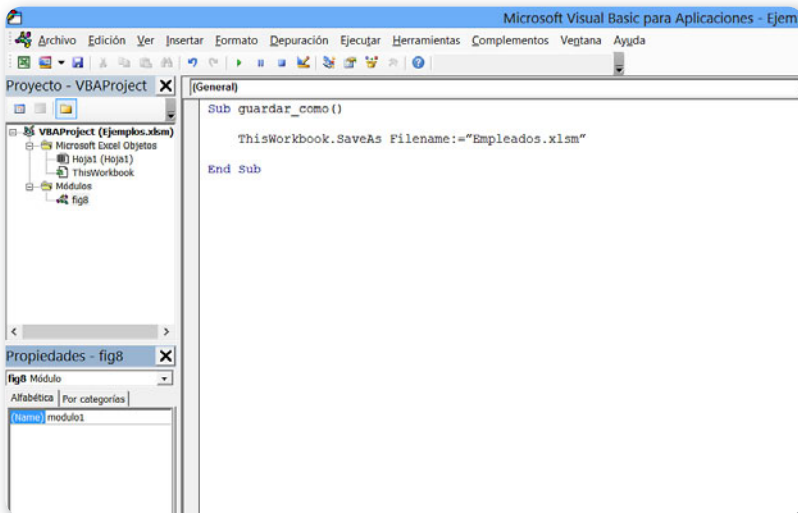 Microsoft Visual Basic para Aplicaciones - Ejem
Archivo Edición Ver Insertar Formato Depuración Ejecutar Herramientas Complementos Ventana Ayuda
Proyecto - VBAProject
VBAProject (Ejemplos.xlsm)
Microsoft Excel Objetos
Hoja1 (Hoja1)
ThisWorkbook
Módulos
fig8
Propiedades - fig8
fig8 Módulo
Alfabética Por categorías
(Name) modulo1
(General)
Sub guardar_como()
ThisWorkbook.SaveAs Filename:=”Empleados.xlsm”
End Sub